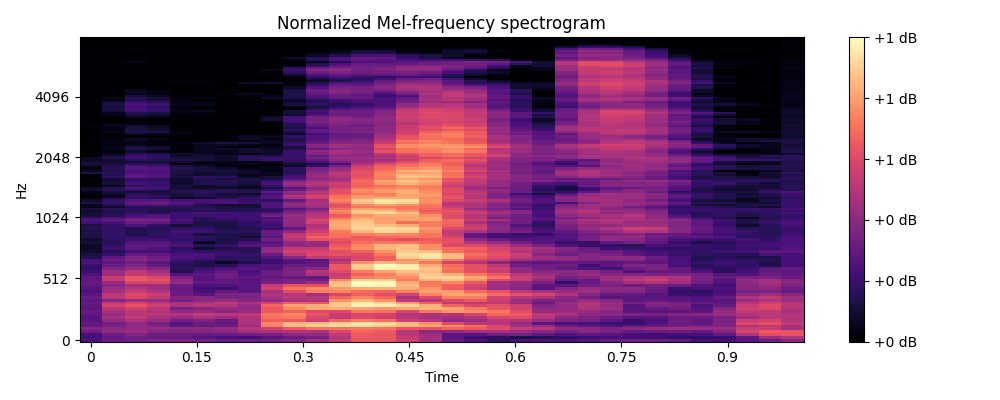 Normalized Mel-frequency spectrogram
Hz
4096
2048
1024
512
0
0 0.15 0.3 0.45 0.6 0.75 0.9
Time
+1 dB
+1 dB
+1 dB
+0 dB
+0 dB
+0 dB